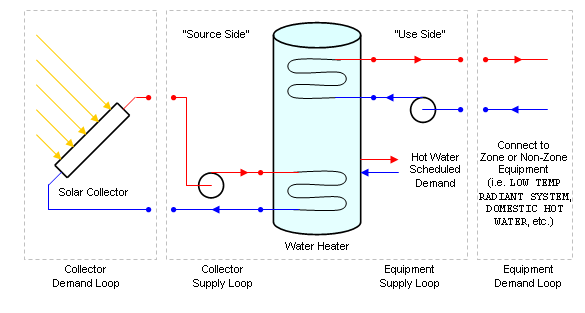 "Source Side"
"Use Side"
Solar Collector
Hot Water
Scheduled
Demand
Connect to
Zone or Non-Zone
Equipment
(i.e. LOW TEMP
RADIANT SYSTEM,
DOMESTIC HOT
WATER, etc.)
Water Heater
Collector
Demand Loop
Collector
Supply Loop
Equipment
Supply Loop
Equipment
Demand Loop